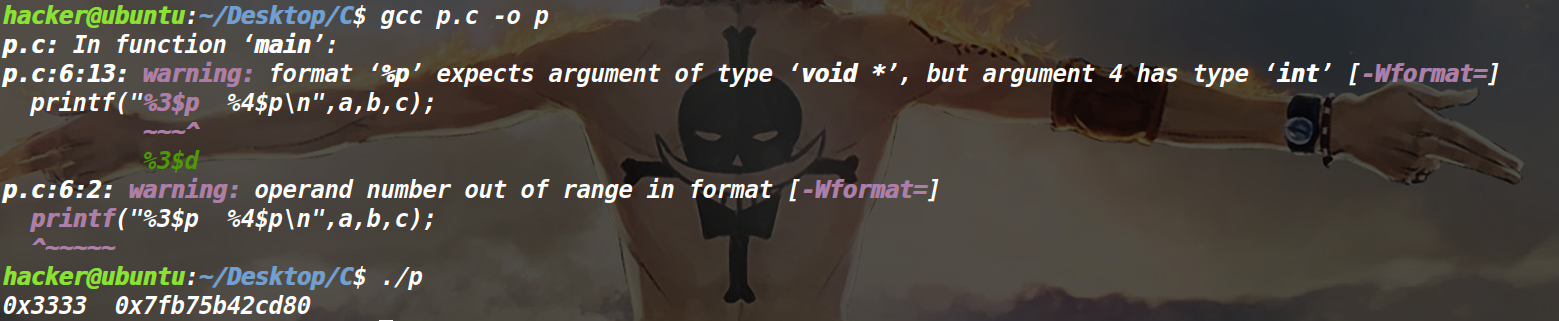 hacker@ubuntu:~/Desktop/C$ gcc p.c -o p
p.c: In function ‘main’:
p.c:6:13: warning: format ‘%p’ expects argument of type ‘void *’, but argument 4 has type ‘int’ [-Wformat=]
  printf("%3$p  %4$p\n",a,b,c);
          ~~~^
          %3$d
p.c:6:2: warning: operand number out of range in format [-Wformat=]
  printf("%3$p  %4$p\n",a,b,c);
  ^~~~~~
hacker@ubuntu:~/Desktop/C$ ./p
0x3333  0x7fb75b42cd80